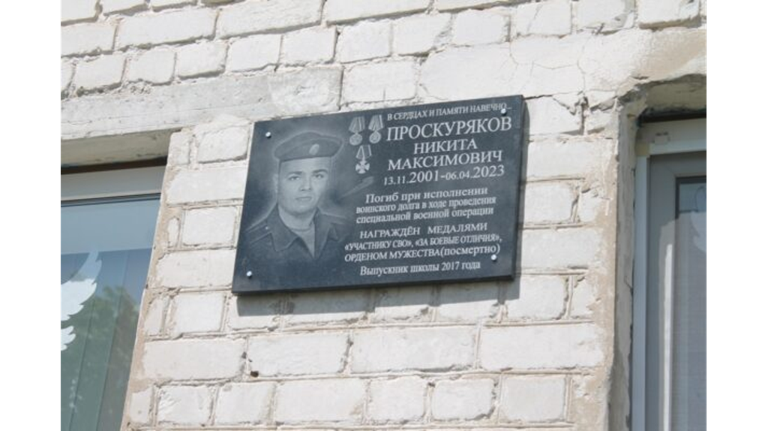 В СЕРДЦАХ И ПАМЯТИ НАВЕЧНО...
ПРОСКУРЯКОВ
НИКИТА
МАКСИМОВИЧ
13.11.2001-06.04.2023
Погиб при исполнении
воинского долга в ходе проведения
специальной военной операции
НАГРАЖДЁН МЕДАЛЯМИ
«УЧАСТНИКУ СВО», «ЗА БОЕВЫЕ ОТЛИЧИЯ»,
ОРДЕНОМ МУЖЕСТВА(посмертно)
Выпускник школы 2017 года